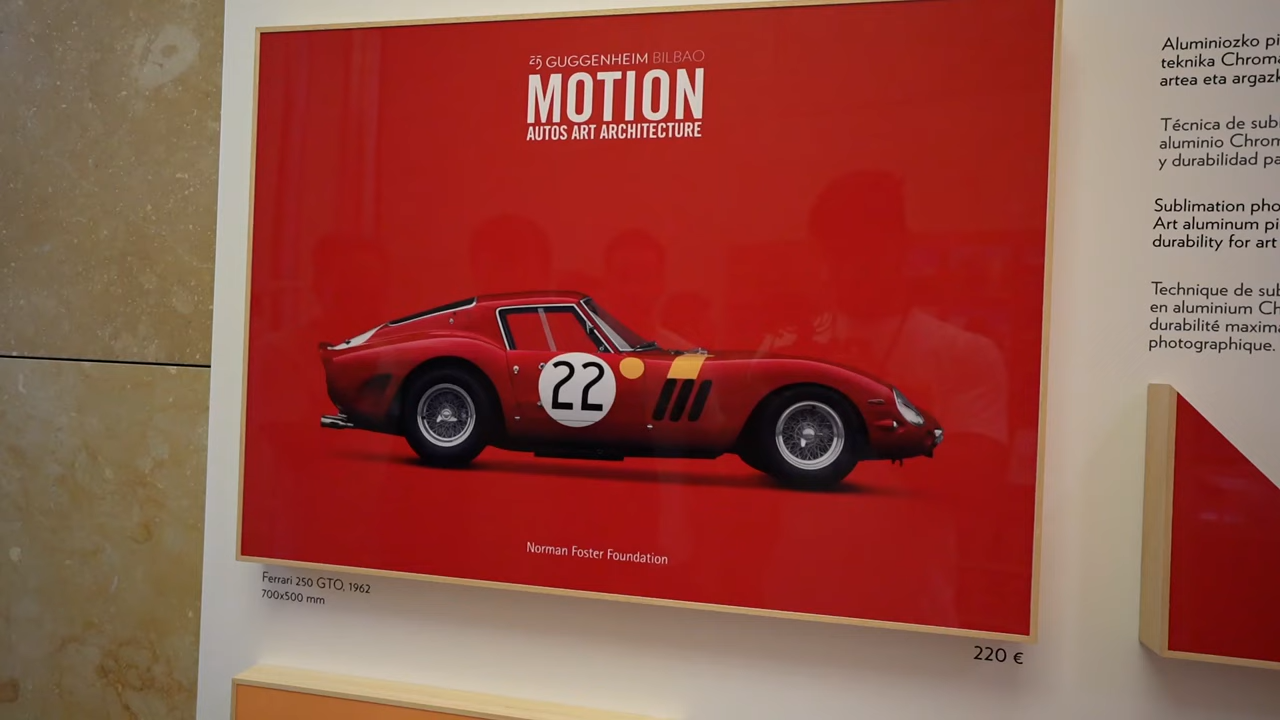 25 GUGGENHEIM BILBAO
MOTION
AUTOS ART ARCHITECTURE
22
Norman Foster Foundation
Ferrari 250 GTO, 1962
700x500 mm
220 €
Aluminiozko
teknika
artea eta
Técnica de
aluminio
y durabilidad
Sublimation
Art aluminum
durability for art
Technique de
en aluminium
durabilité
photographique.